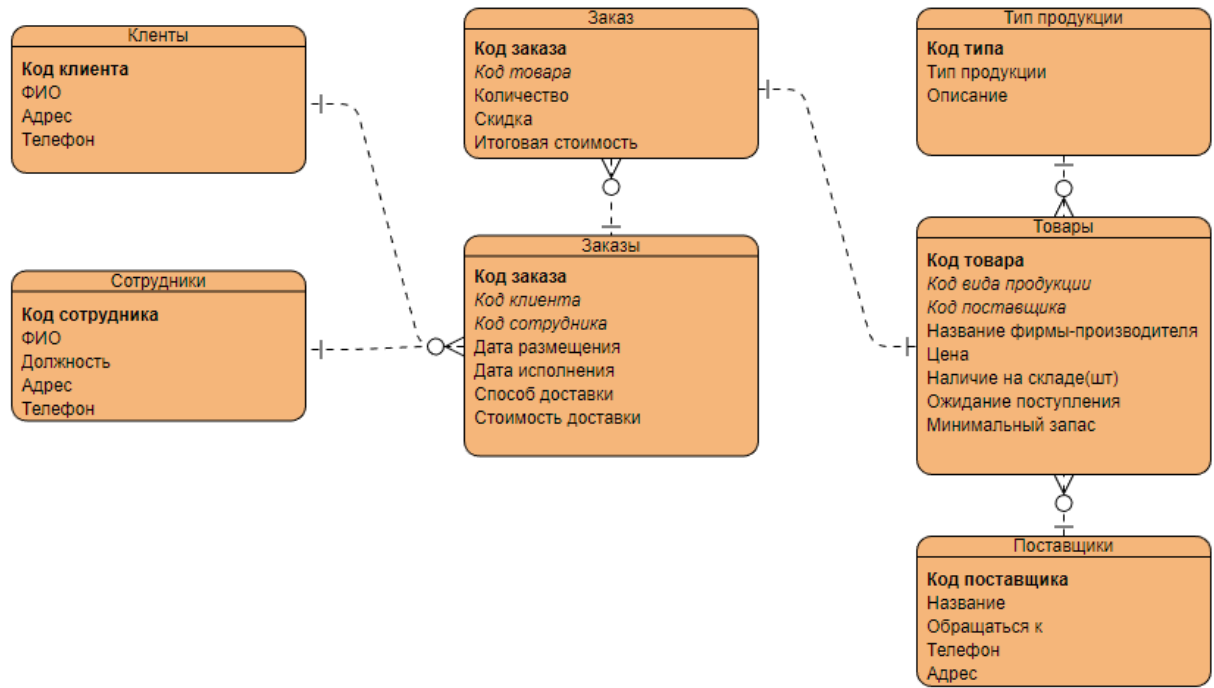 Кленты
Код клиента
ФИО
Адрес
Телефон
Сотрудники
Код сотрудника
ФИО
Должность
Адрес
Телефон
Заказ
Код заказа
Код товара
Количество
Скидка
Итоговая стоимость
Заказы
Код заказа
Код клиента
Код сотрудника
Дата размещения
Дата исполнения
Способ доставки
Стоимость доставки
Тип продукции
Код типа
Тип продукции
Описание
Товары
Код товара
Код вида продукции
Код поставщика
Название фирмы-производителя
Цена
Наличие на складе(шт)
Ожидание поступления
Минимальный запас
Поставщики
Код поставщика
Название
Обращаться к
Телефон
Адрес